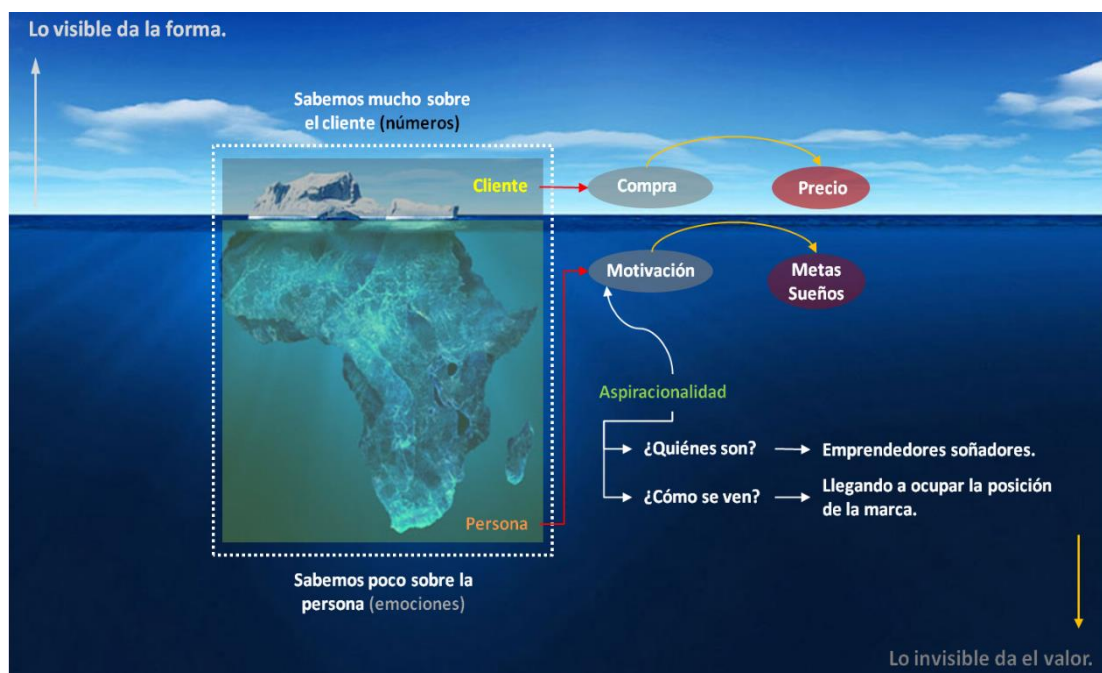 Lo visible da la forma.
Sabemos mucho sobre
el cliente (números)
Cliente
Compra
Precio
Motivación
Metas
Sueños
Aspiracionalidad
¿Quiénes son?
Emprendedores soñadores.
¿Cómo se ven?
Llegando a ocupar la posición
de la marca.
Persona
Sabemos poco sobre la
persona (emociones)
Lo invisible da el valor.